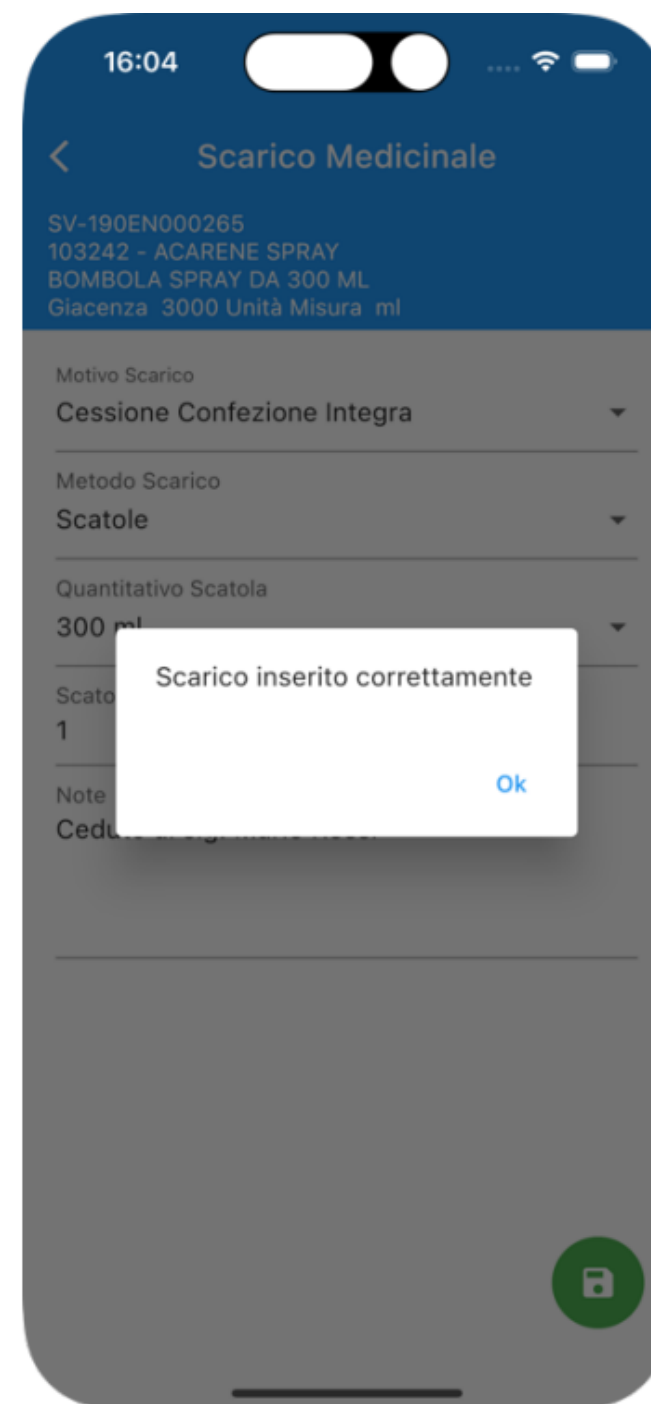 16:04
Scarico Medicinale
SV-190EN000265
103242 - ACARENE SPRAY
BOMBOLA SPRAY DA 300 ML
Giacenza 3000 Unità Misura ml
Motivo Scarico
Cessione Confezione Integra
Metodo Scarico
Scatole
Quantitativo Scatola
300 ml
Scarico inserito correttamente
1
Ok
Note